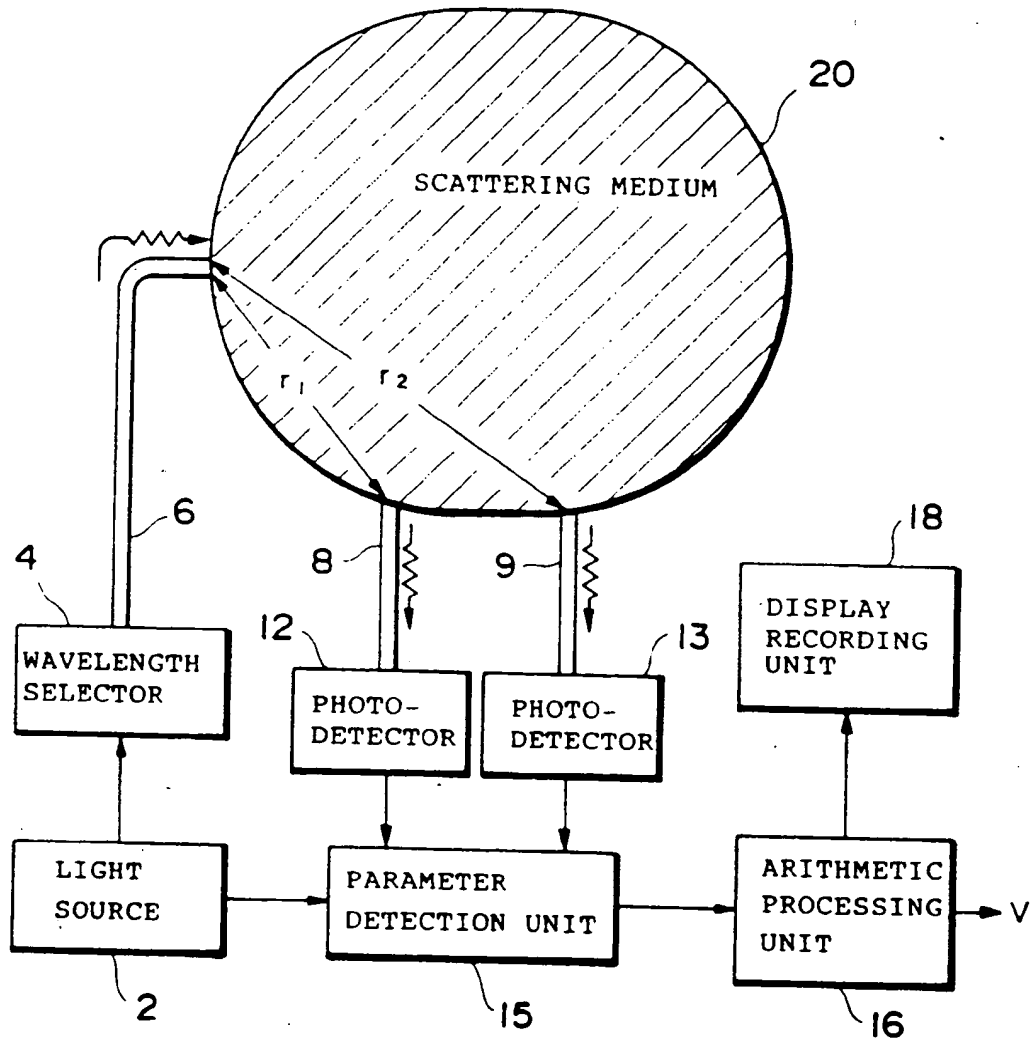 20
SCATTERING MEDIUM
r1
r2
6
8
9
4
18
12
13
WAVELENGTH
SELECTOR
PHOTO-
DETECTOR
PHOTO-
DETECTOR
DISPLAY
RECORDING
UNIT
LIGHT
SOURCE
PARAMETER
DETECTION UNIT
ARITHMETIC
PROCESSING
UNIT
V
2
15
16